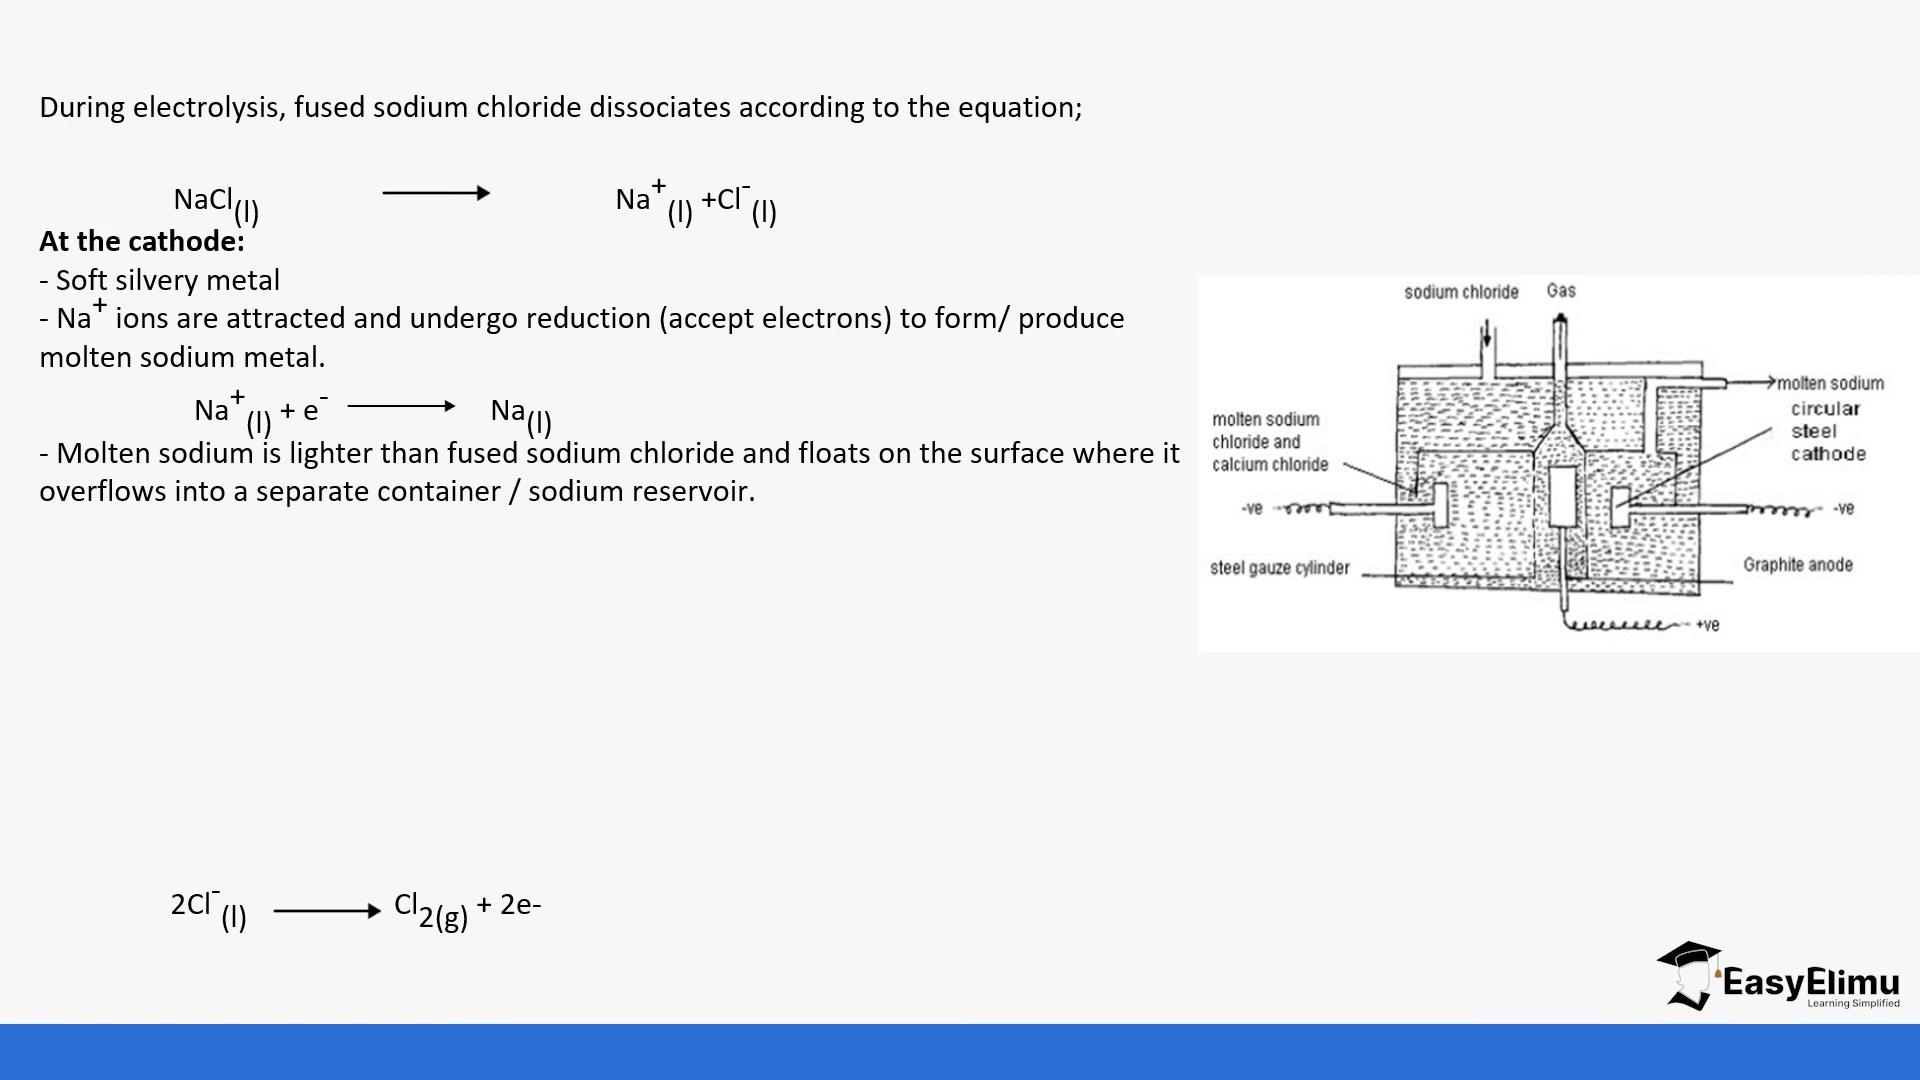 During electrolysis, fused sodium chloride dissociates according to the equation;
NaCl(l) → Na⁺(l) +Cl⁻(l)
At the cathode:
- Soft silvery metal
- Na⁺ ions are attracted and undergo reduction (accept electrons) to form/ produce
molten sodium metal.
Na⁺(l) + e⁻ → Na(l)
- Molten sodium is lighter than fused sodium chloride and floats on the surface where it
overflows into a separate container / sodium reservoir.
2Cl⁻(l) → Cl₂(g) + 2e-
sodium chloride
Gas
molten sodium
circular
steel
cathode
molten sodium
chloride and
calcium chloride
-ve
-ve
steel gauze cylinder
Graphite anode
+ve
EasyElimu
Learning Simplified